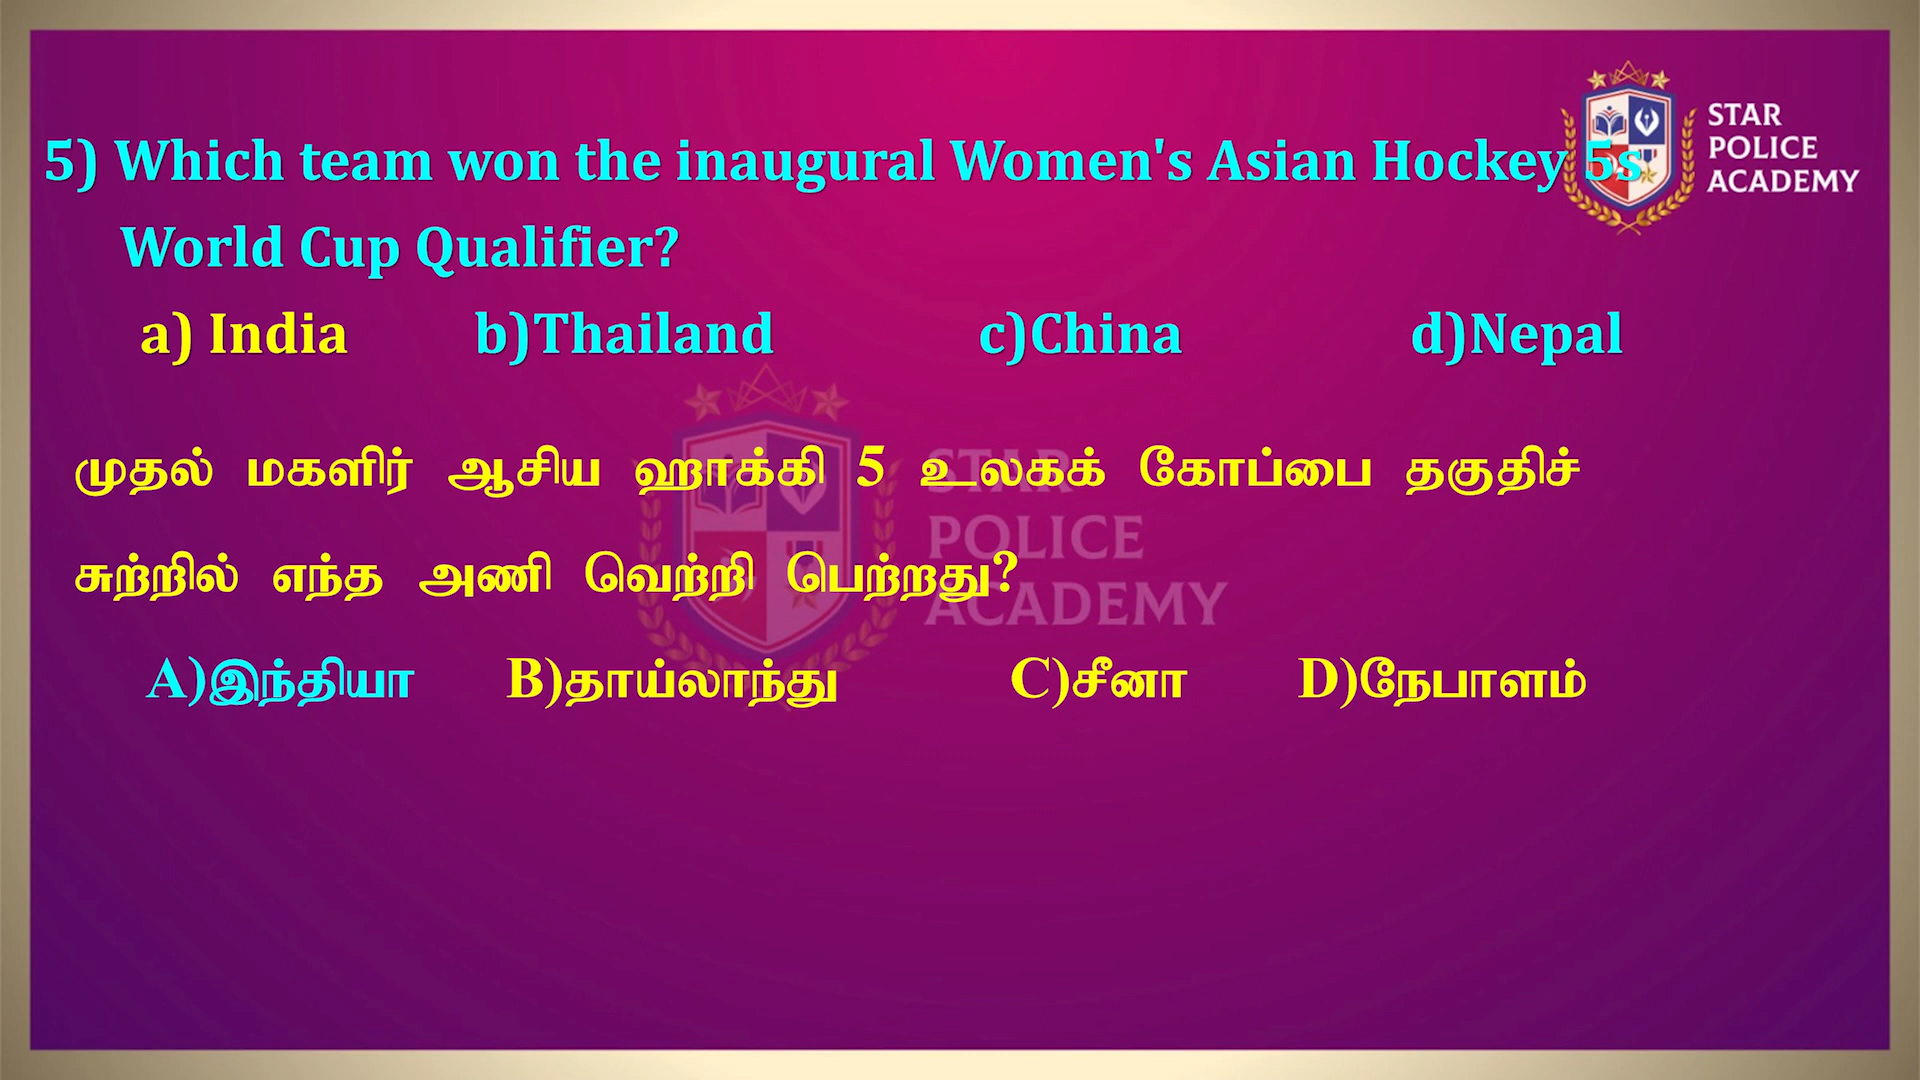 STAR
POLICE
ACADEMY
5) Which team won the inaugural Women's Asian Hockey 5s
World Cup Qualifier?
a) India b)Thailand c)China d)Nepal
முதல் மகளிர் ஆசிய ஹாக்கி 5 உலகக் கோப்பை தகுதிச்
சுற்றில் எந்த அணி வெற்றி பெற்றது?
A)இந்தியா B)தாய்லாந்து C)சீனா D)நேபாளம்
STAR
POLICE
ACADEMY